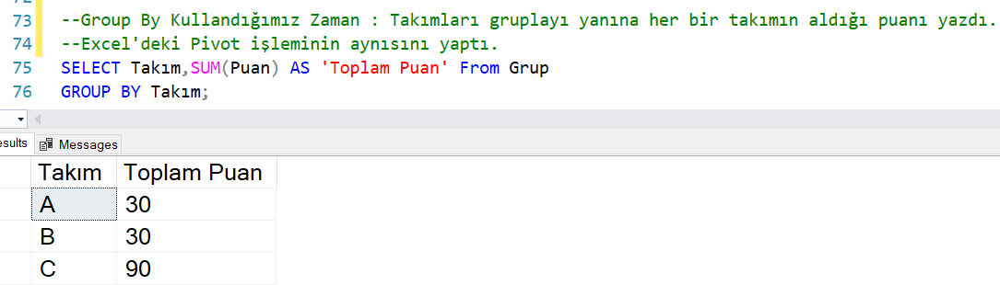 73 --Group By Kullandığımız Zaman : Takımları gruplayı yanına her bir takımın aldığı puanı yazdı.
74 --Excel'deki Pivot işleminin aynısını yaptı.
75 SELECT Takım,SUM(Puan) AS 'Toplam Puan' From Grup
76 GROUP BY Takım;
esults Messages
Takım Toplam Puan
A 30
B 30
C 90